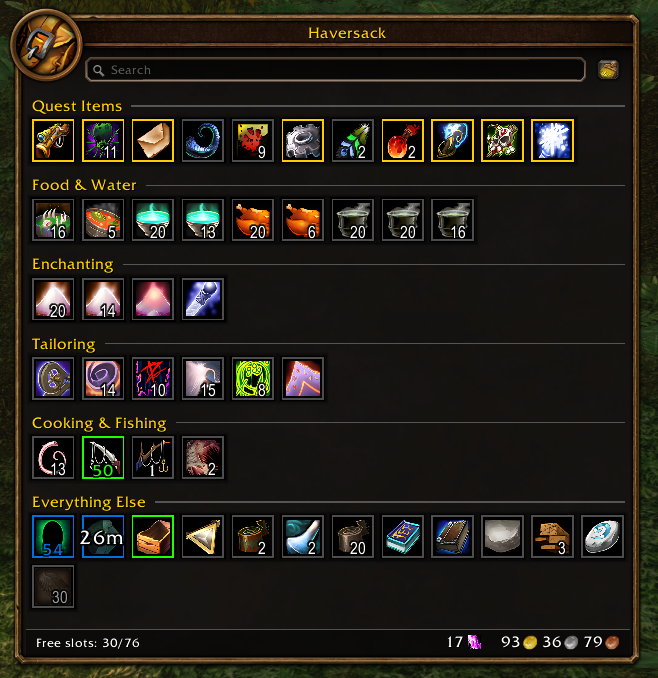 Haversack
Search
Quest Items
11 9 2 2
Food & Water
16 5 20 13 20 6 20 20 16
Enchanting
20 14
Tailoring
14 10 15 8
Cooking & Fishing
13 50 1 2
Everything Else
54 26m 2 2 20 3
30
Free slots: 30/76 17 93 36 79